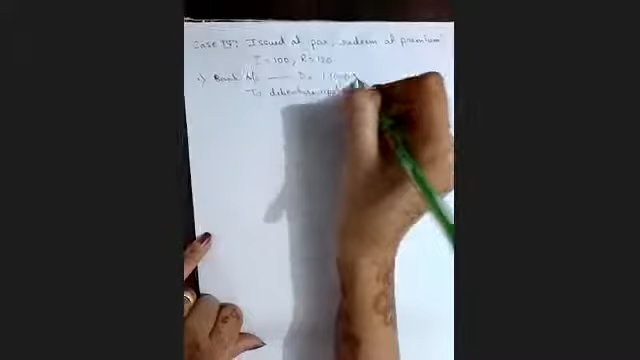 Case IV: Issued at par, redeem at premium
I = 100, R = 120
1) Bank A/c —— Dr
To debenture